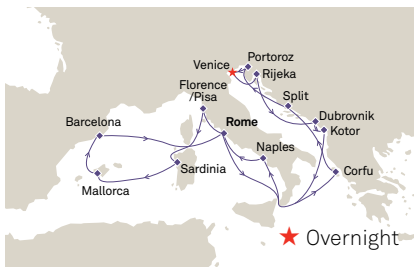 Portoroz
Venice
Rijeka
Florence
/Pisa
Split
Barcelona
Rome
Dubrovnik
Kotor
Naples
Sardinia
Corfu
Mallorca
Overnight